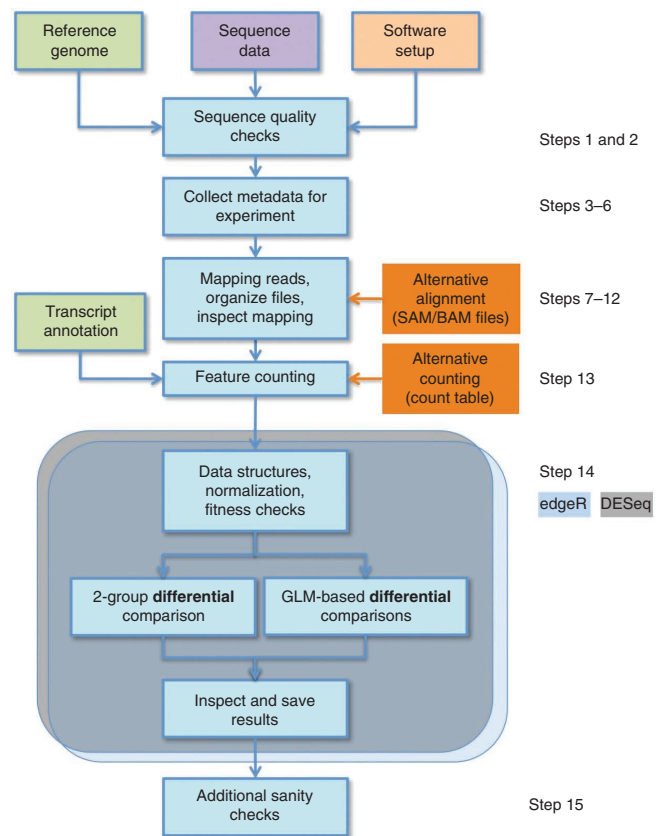 Reference
genome
Sequence
data
Software
setup
Sequence quality
checks
Steps 1 and 2
Collect metadata for
experiment
Steps 3–6
Mapping reads,
organize files,
inspect mapping
Alternative
alignment
(SAM/BAM files)
Steps 7–12
Transcript
annotation
Feature counting
Alternative
counting
(count table)
Step 13
Data structures,
normalization,
fitness checks
Step 14
edgeR DESeq
2-group differential
comparison
GLM-based differential
comparisons
Inspect and save
results
Additional sanity
checks
Step 15